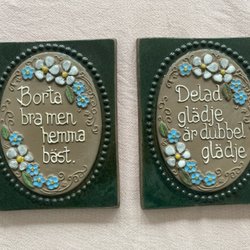 Borta
bra men
hemma
bäst.
Delad
glädje
är dubbel
glädje